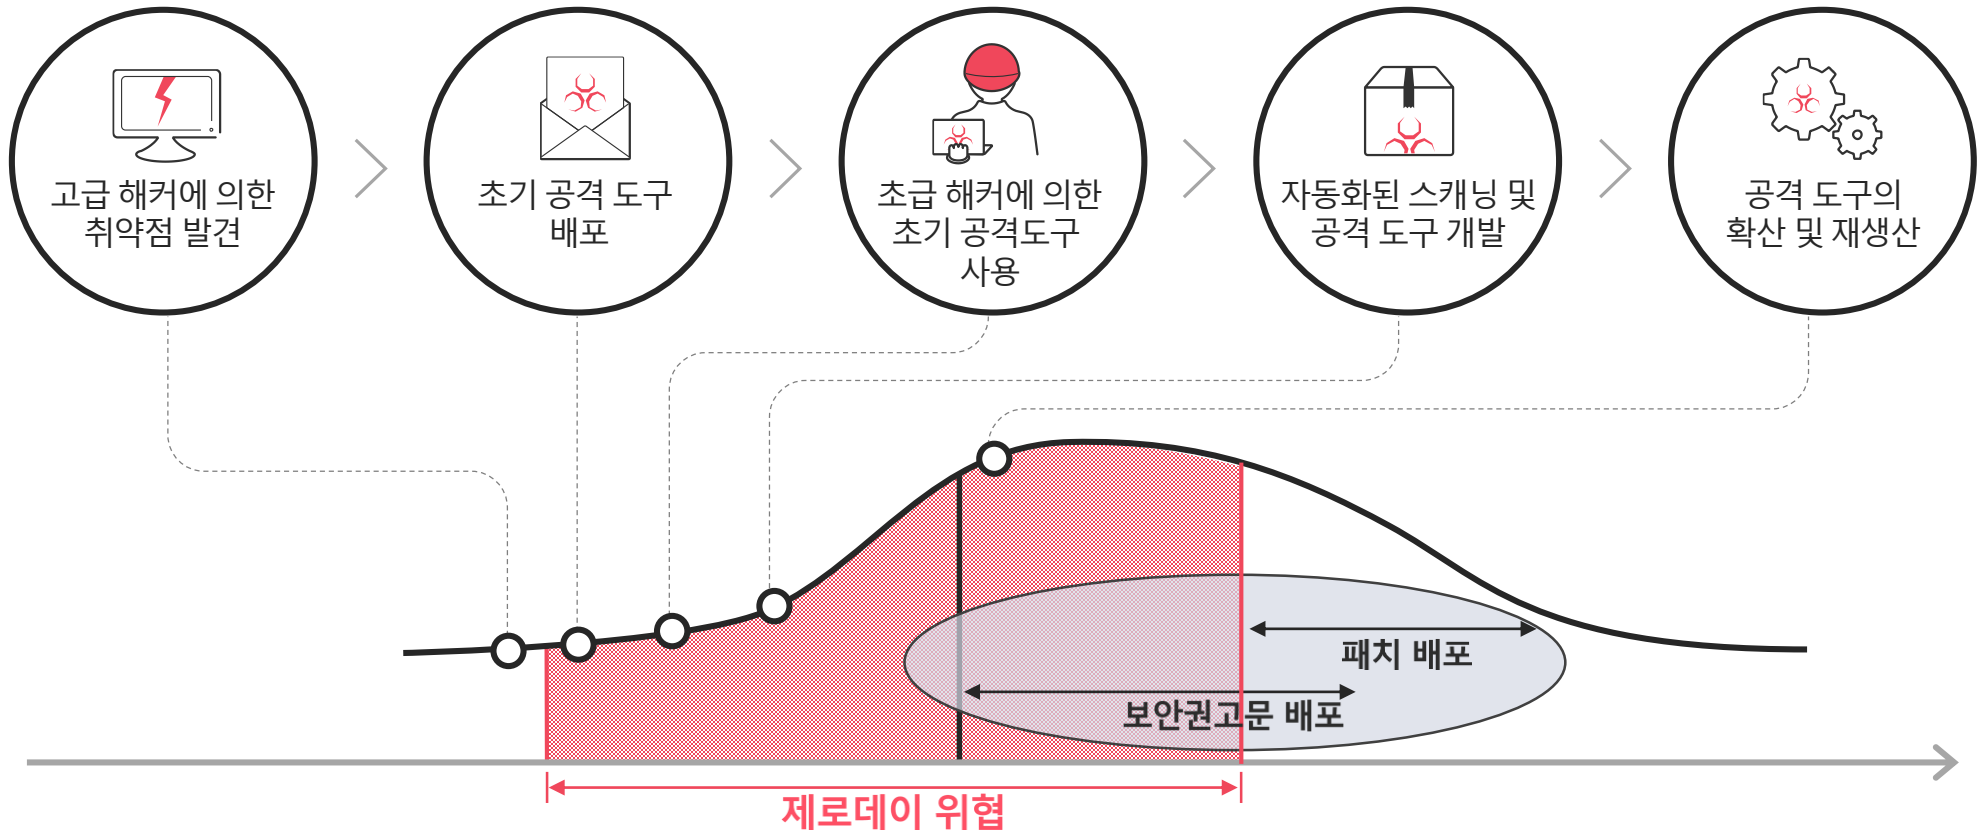 고급 해커에 의한
취약점 발견
초기 공격 도구
배포
초급 해커에 의한
초기 공격도구
사용
자동화된 스캐닝 및
공격 도구 개발
공격 도구의
확산 및 재생산
패치 배포
보안권고문 배포
제로데이 위협